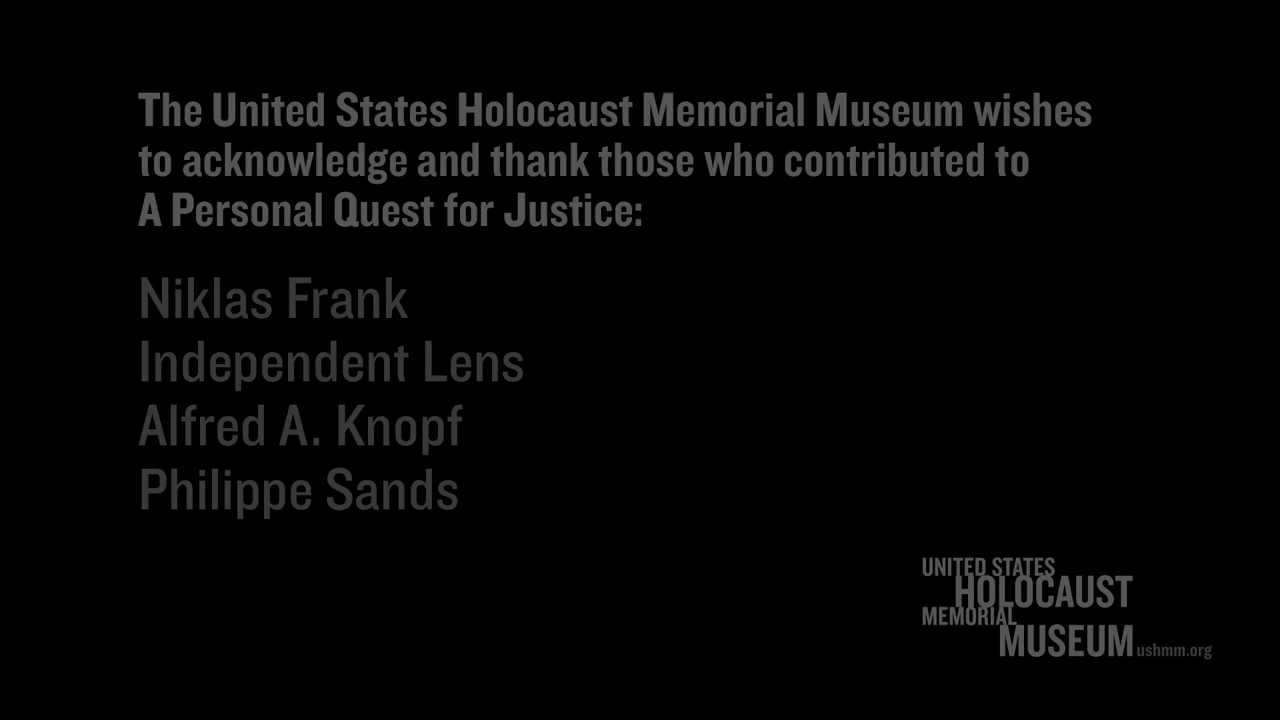 The United States Holocaust Memorial Museum wishes
to acknowledge and thank those who contributed to
A Personal Quest for Justice:
Niklas Frank
Independent Lens
Alfred A. Knopf
Philippe Sands
UNITED STATES
HOLOCAUST
MEMORIAL
MUSEUM ushmm.org